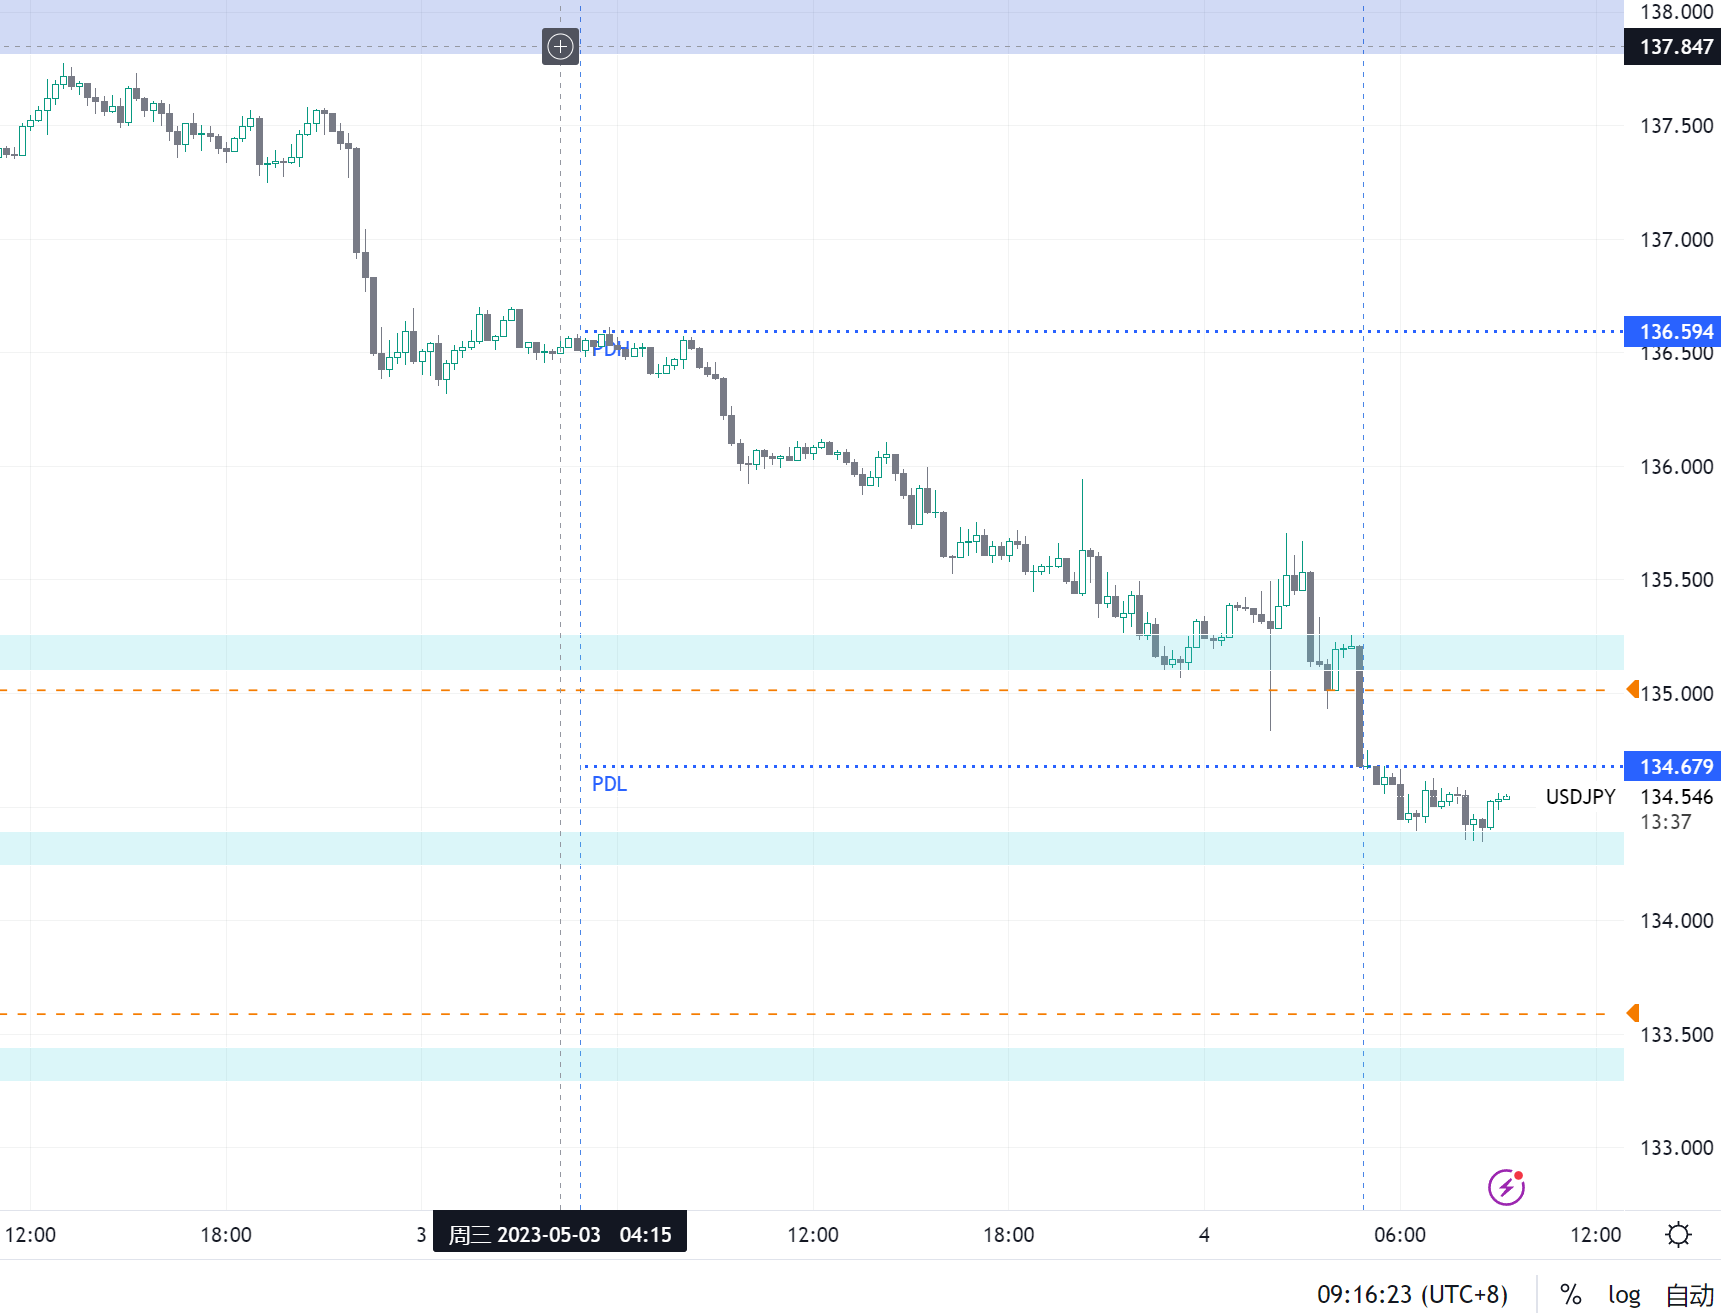 138.000
137.847
137.500
137.000
136.594
136.500
PDH
136.000
135.500
135.000
134.679
PDL
USDJPY 134.546
13:37
134.000
133.500
133.000
12:00 18:00 3 周三 2023-05-03 04:15 12:00 18:00 4 06:00 12:00
09:16:23 (UTC+8) % log 自动